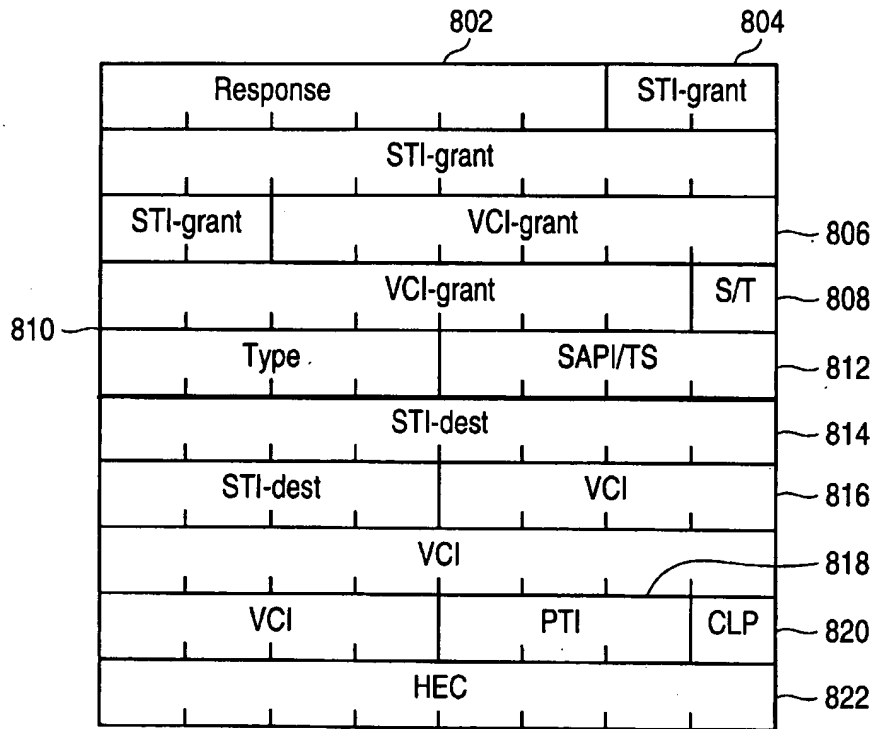 802 804
Response STI-grant
STI-grant
STI-grant VCI-grant 806
VCI-grant S/T 808
810
Type SAPI/TS 812
STI-dest 814
STI-dest VCI 816
VCI 818
VCI PTI CLP 820
HEC 822